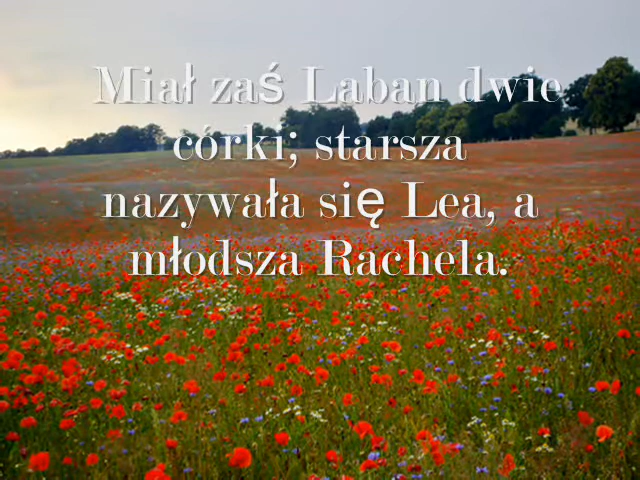 Miał zaś Laban dwie
córki; starsza
nazywała się Lea, a
młodsza Rachela.